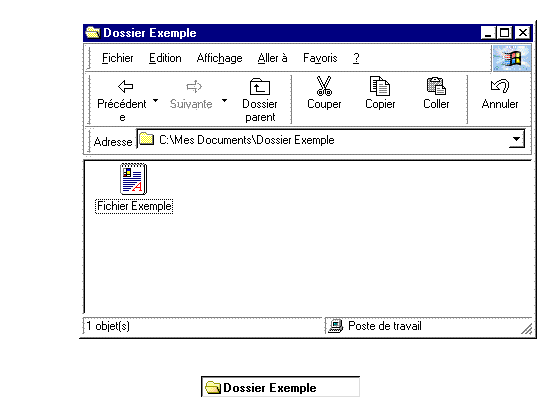 Dossier Exemple
Fichier Edition Affichage Aller à Favoris ?
Précédent Suivante Dossier Couper Copier Coller Annuler
e parent
Adresse C:\Mes Documents\Dossier Exemple
Fichier Exemple
1 objet(s) Poste de travail
Dossier Exemple